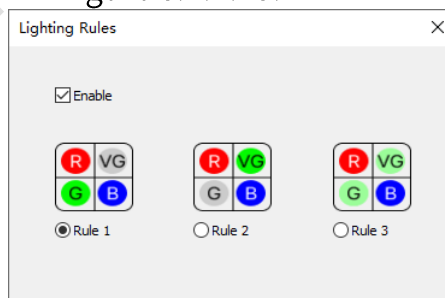 Lighting Rules
Enable
R VG R VG R VG
G B G B G B
Rule 1 Rule 2 Rule 3